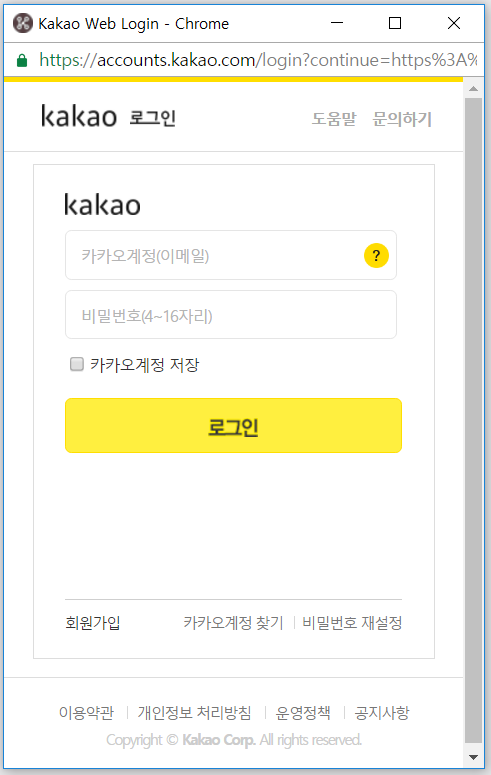 Kakao Web Login - Chrome
https://accounts.kakao.com/login?continue=https%3A%
kakao 로그인 도움말 문의하기
kakao
카카오계정(이메일) ?
비밀번호(4~16자리)
카카오계정 저장
로그인
회원가입 카카오계정 찾기 | 비밀번호 재설정
이용약관 | 개인정보 처리방침 | 운영정책 | 공지사항
Copyright © Kakao Corp. All rights reserved.